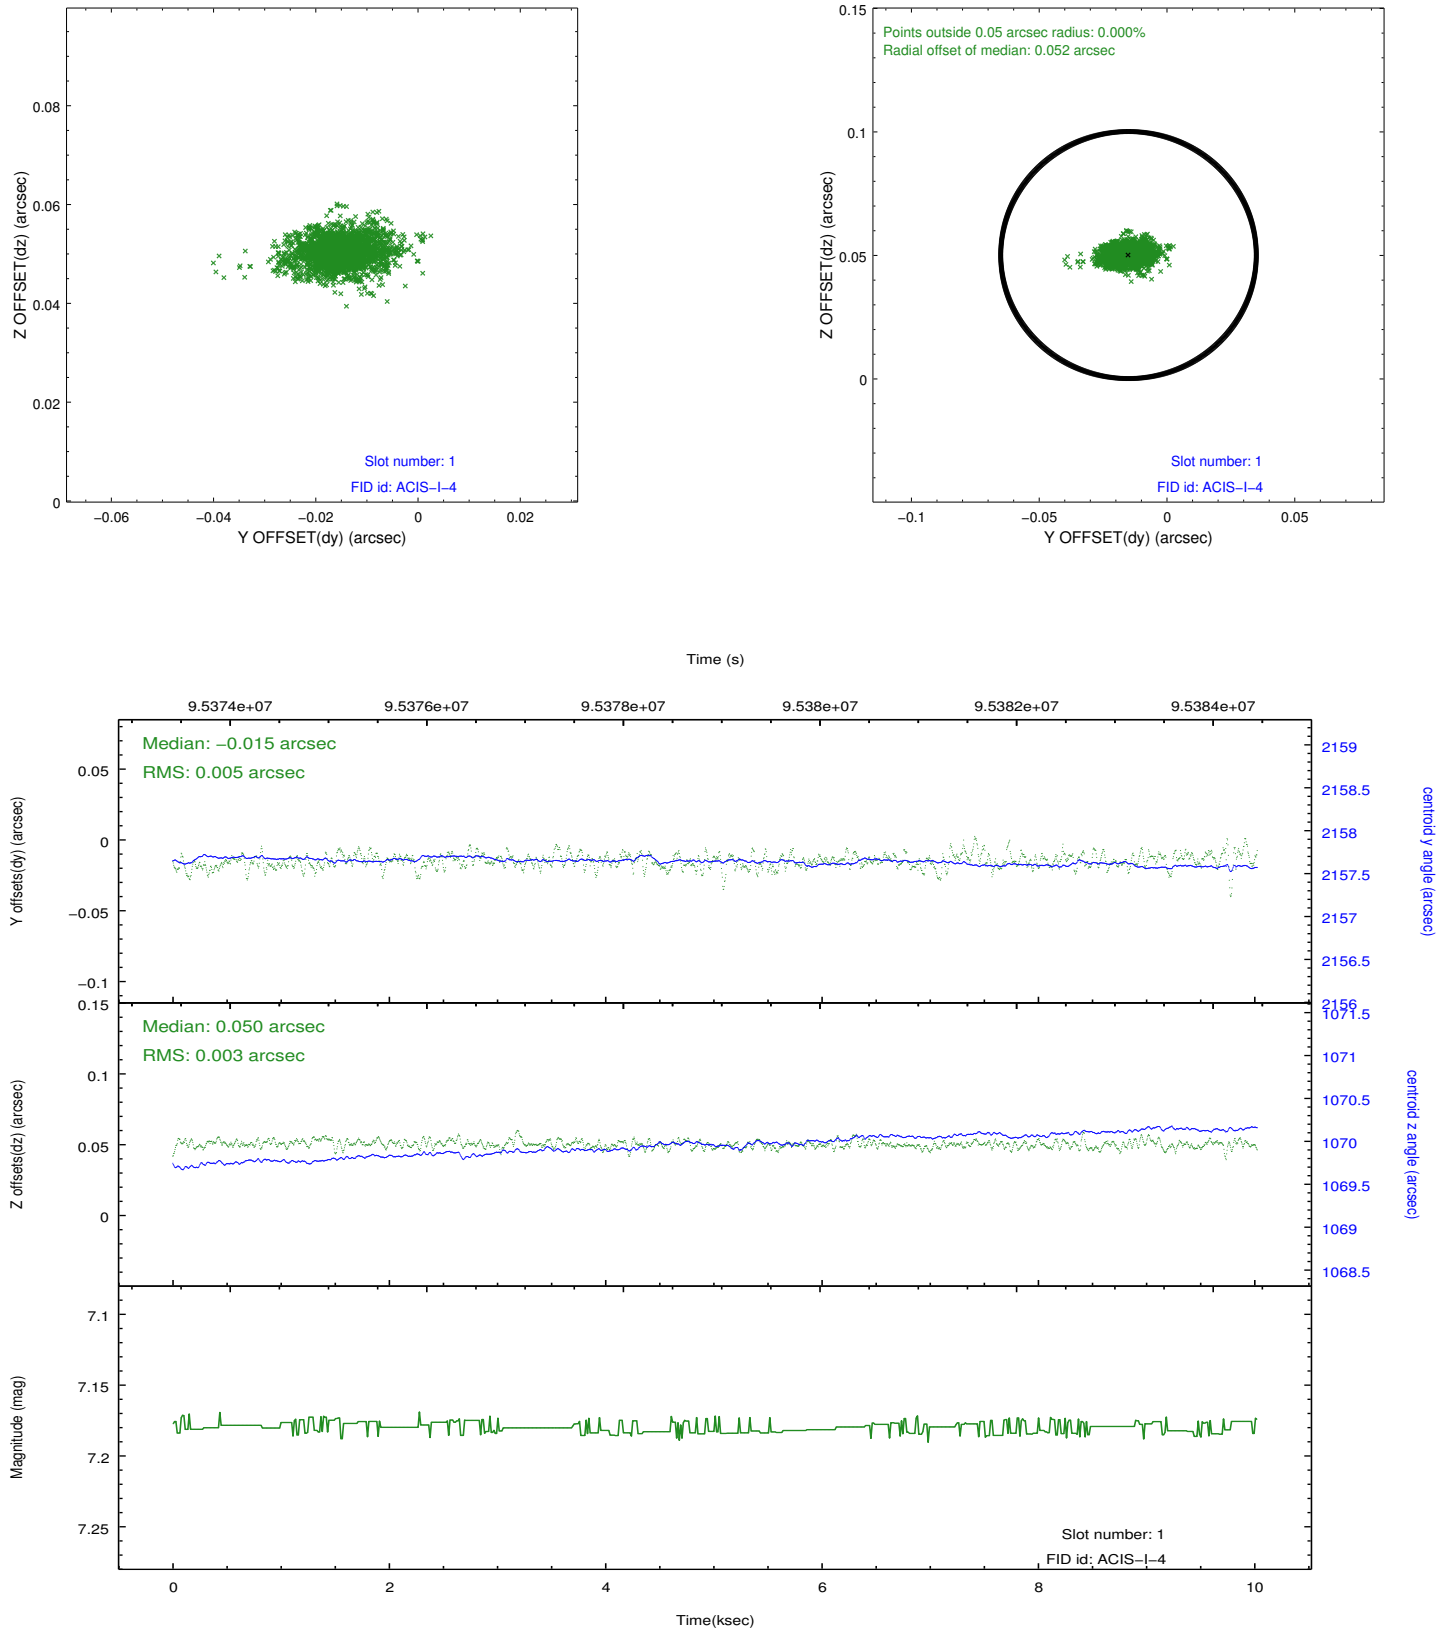 0.08
0.06
0.04
0.02
0
Z OFFSET(dz) (arcsec)
Slot number: 1
FID id: ACIS−I−4
−0.06
−0.04
−0.02
0
0.02
Y OFFSET(dy) (arcsec)
0.15
0.1
0.05
0
Z OFFSET(dz) (arcsec)
Points outside 0.05 arcsec radius: 0.000%
Radial offset of median: 0.052 arcsec
Slot number: 1
FID id: ACIS−I−4
−0.1
−0.05
0
0.05
Y OFFSET(dy) (arcsec)
Time (s)
9.5374e+07
9.5376e+07
9.5378e+07
9.538e+07
9.5382e+07
9.5384e+07
Median: −0.015 arcsec
RMS: 0.005 arcsec
0.05
0
−0.05
−0.1
Y offsets(dy) (arcsec)
2159
2158.5
2158
2157.5
2157
2156.5
2156
centroid y angle (arcsec)
Median: 0.050 arcsec
RMS: 0.003 arcsec
0.15
0.1
0.05
0
Z offsets(dz) (arcsec)
1071.5
1071
1070.5
1070
1069.5
1069
1068.5
centroid z angle (arcsec)
7.1
7.15
7.2
7.25
Magnitude (mag)
Slot number: 1
FID id: ACIS−I−4
0
2
4
6
8
10
Time(ksec)